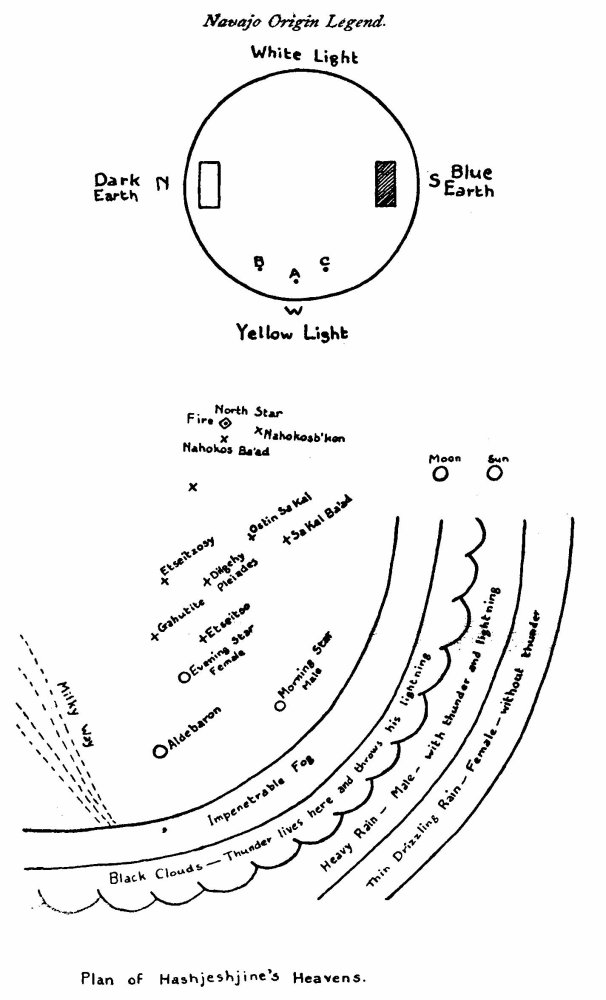 Navajo Origin Legend.
White Light
Dark
Earth
N
S
Blue
Earth
B
A
C
W
Yellow Light
North Star
Fire
Nahokosb'kon
Nahokos Ba'ad
Moon
Sun
x
Etseitzosy
Dilgehy
Pleiades
Oatin Sa Kal
Sa Kal Ba'ad
Gahutite
Etseitoo
Evening Star
Female
Morning Star
Male
Milky Way
Aldebaron
Impenetrable Fog
Black Clouds — Thunder lives here and throws his lightning
Heavy Rain — Male — with thunder and lightning
Thin Drizzling Rain — Female — without thunder
Plan of Hashjeshjine's Heavens.